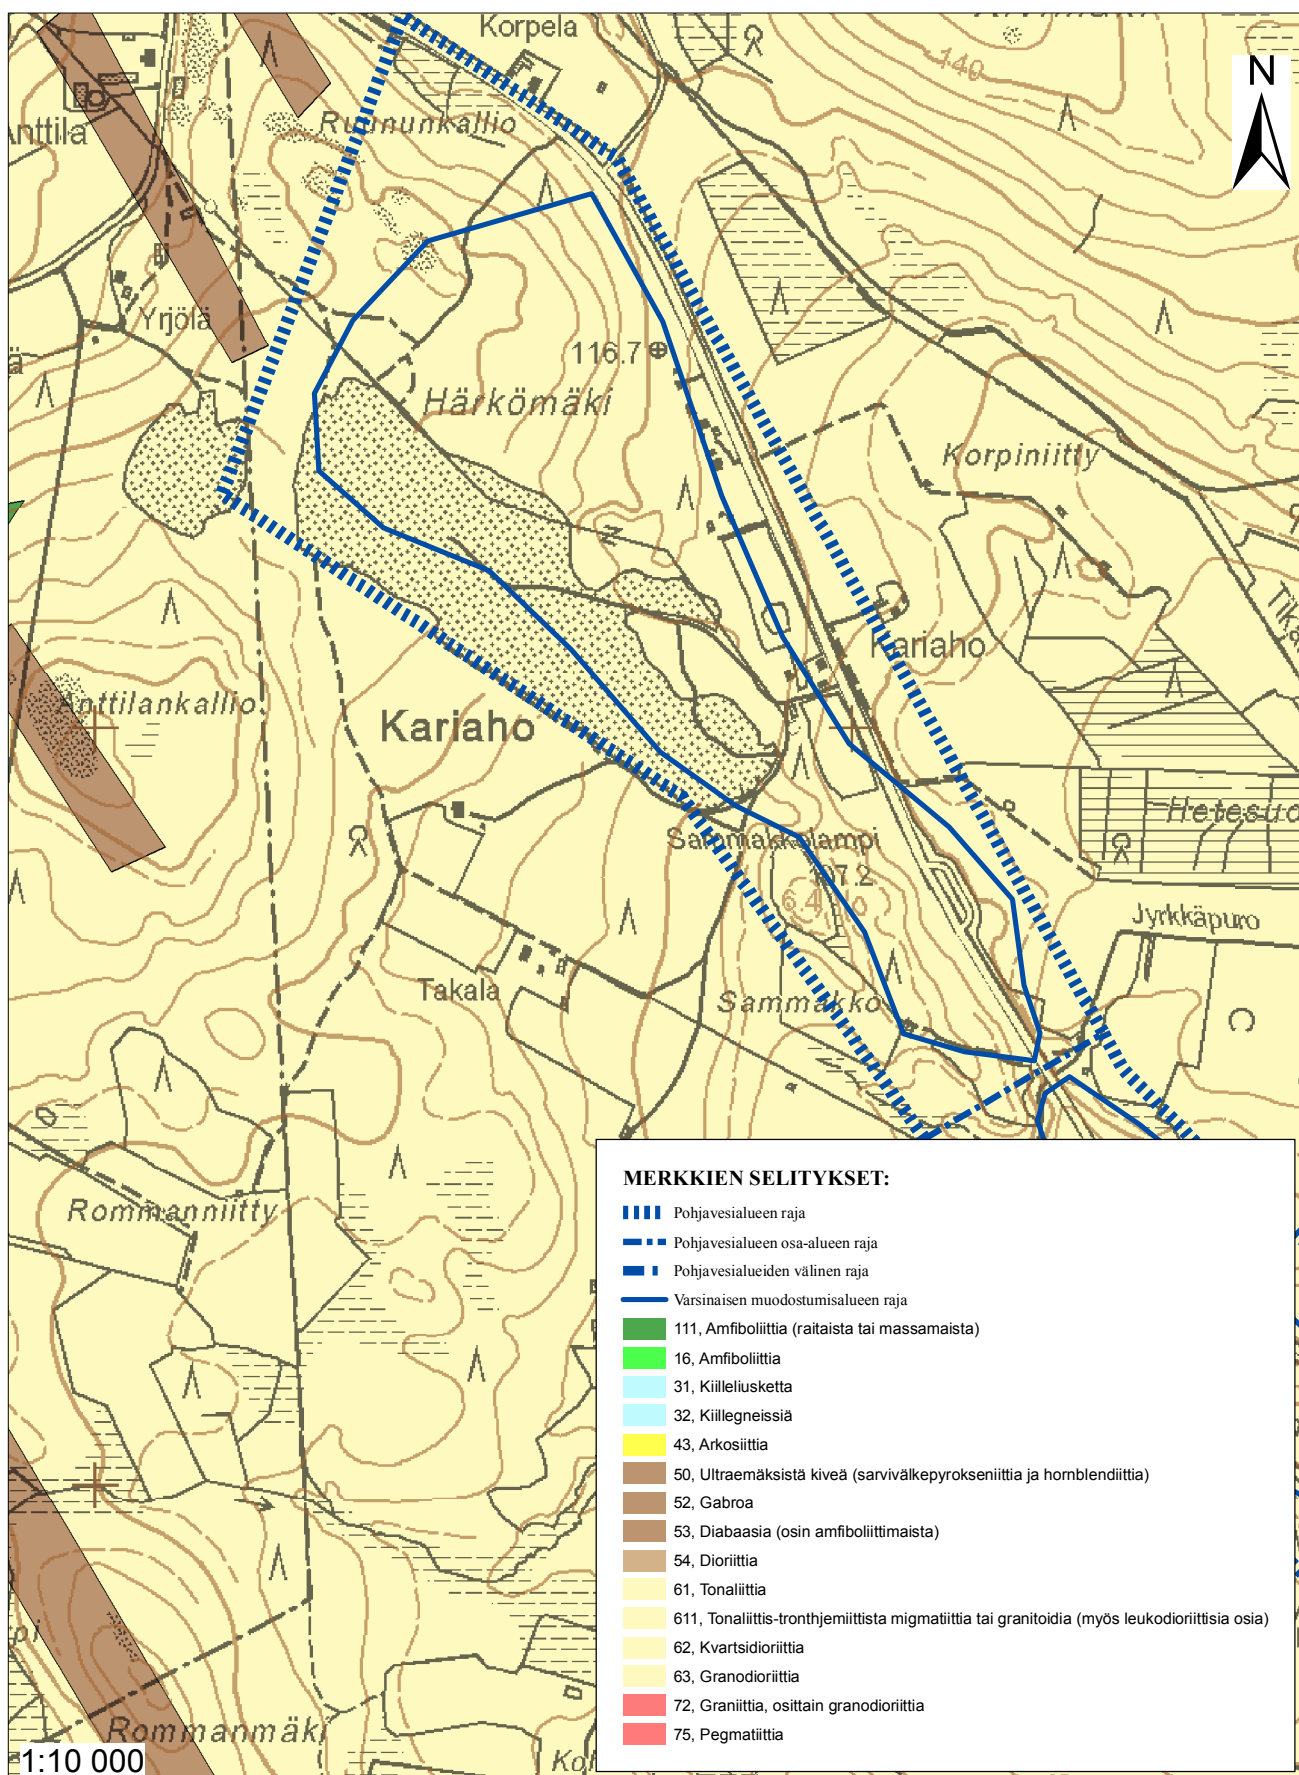 Korpela
140
N
Ruununkallio
Anttila
Yrjölä
116.7
Härkömäki
Korpiniitty
Kariaho
Anttilankallio
Kariaho
Hetesuo
Sammakkolampi
107.2
6.4
Jyrkkäpuro
Takala
Sammakko
Rommanniitty
Rommanmäki
1:10 000
MERKKIEN SELITYKSET:
Pohjavesialueen raja
Pohjavesialueen osa-alueen raja
Pohjavesialueiden välinen raja
Varsinaisen muodostumisalueen raja
111, Amfiboliittia (raitaista tai massamaista)
16, Amfiboliittia
31, Kiilleliusketta
32, Kiillegneissiä
43, Arkosiittia
50, Ultraemäksistä kiveä (sarvivälkepyrokseniittia ja hornblendiittia)
52, Gabroa
53, Diabaasia (osin amfiboliittimaista)
54, Dioriittia
61, Tonaliittia
611, Tonaliittis-tronthjemiittista migmatiittia tai granitoidia (myös leukodioriittisia osia)
62, Kvartsidioriittia
63, Granodioriittia
72, Graniittia, osittain granodioriittia
75, Pegmatiittia